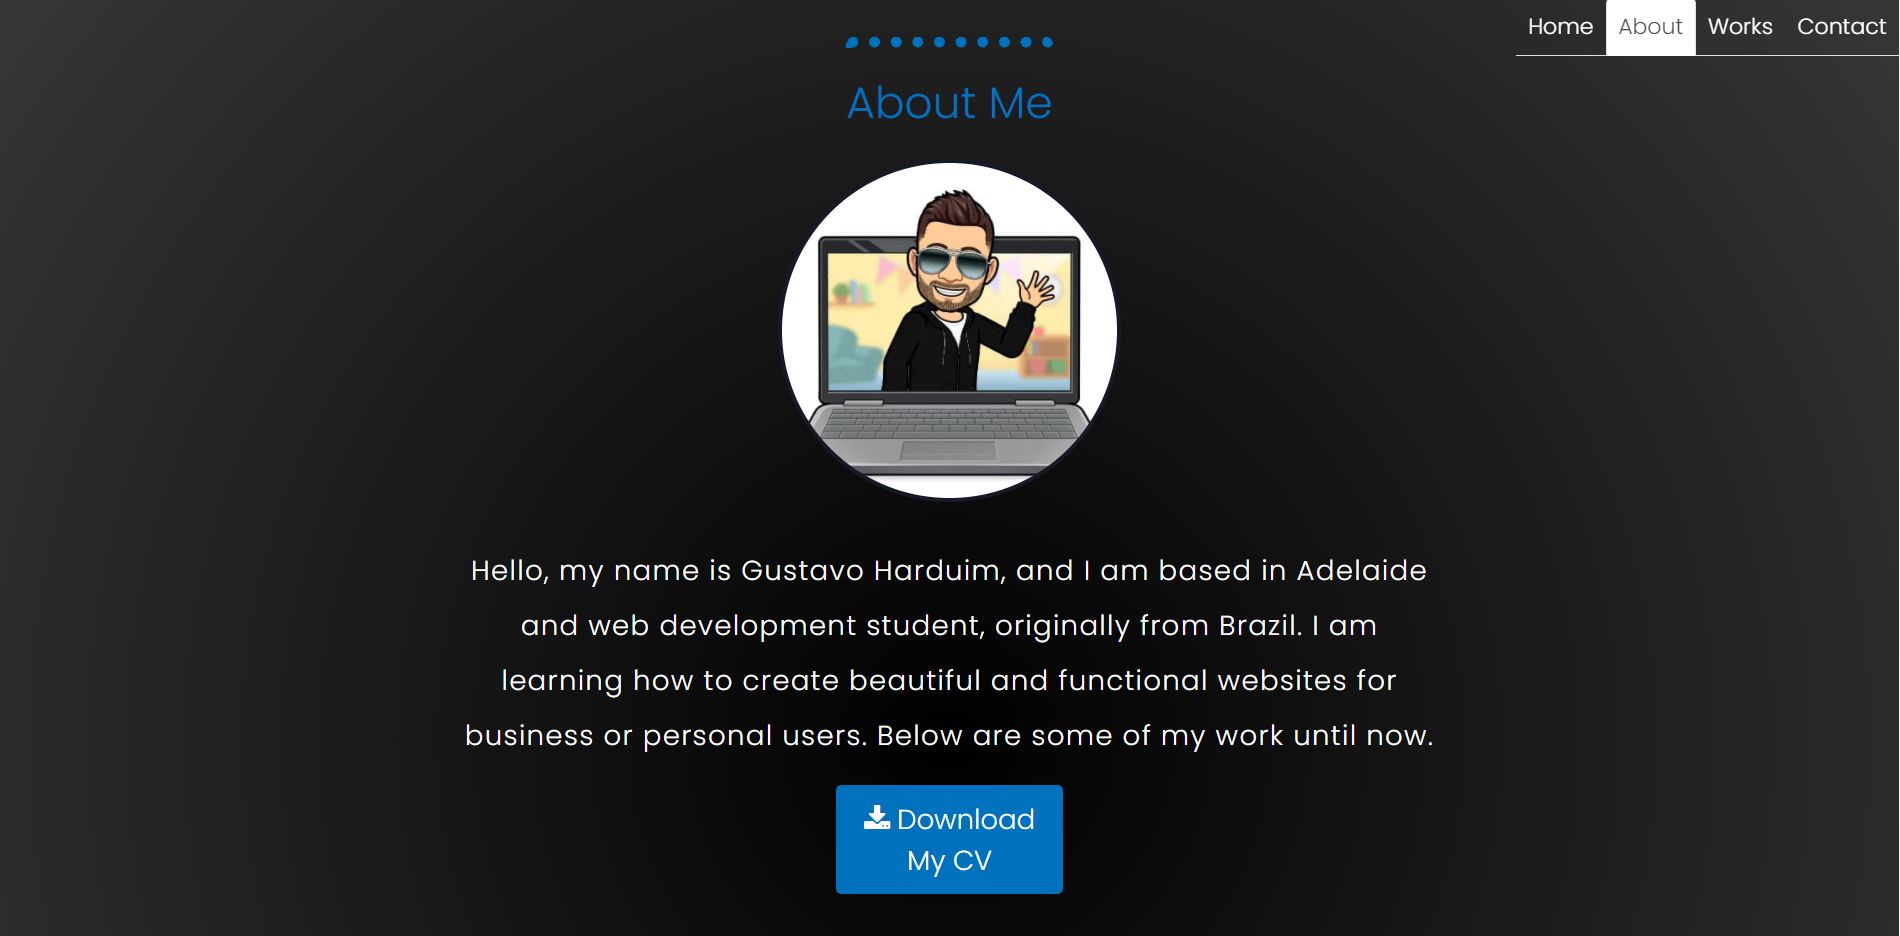 Home About Works Contact
About Me
Hello, my name is Gustavo Harduim, and I am based in Adelaide
and web development student, originally from Brazil. I am
learning how to create beautiful and functional websites for
business or personal users. Below are some of my work until now.
Download
My CV